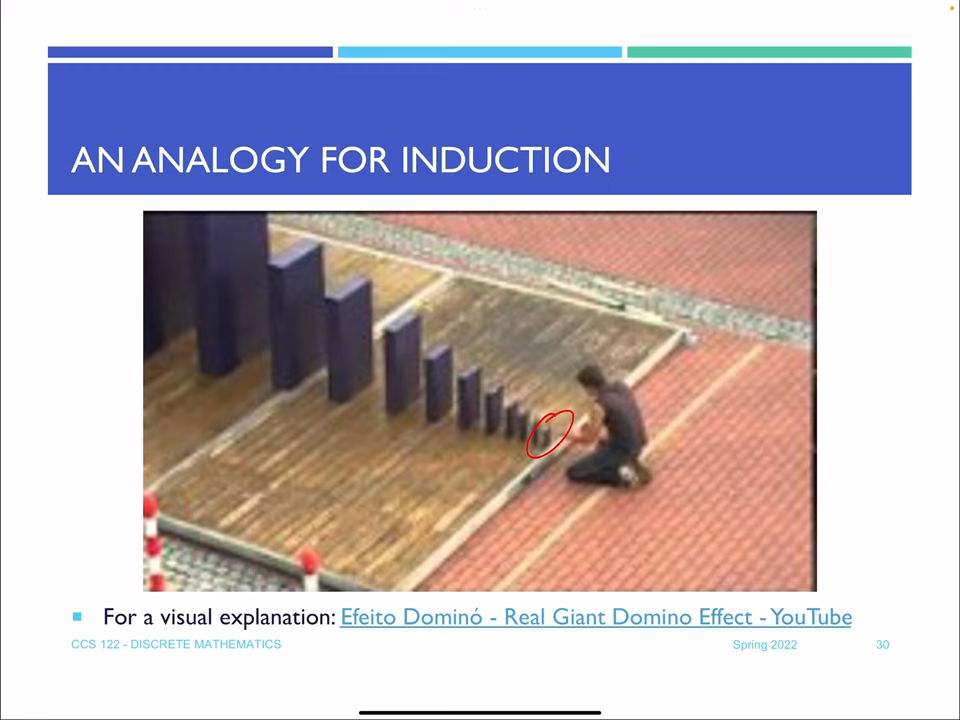 AN ANALOGY FOR INDUCTION
For a visual explanation: Efeito Dominó - Real Giant Domino Effect - YouTube
CCS 122 - DISCRETE MATHEMATICS Spring 2022 30